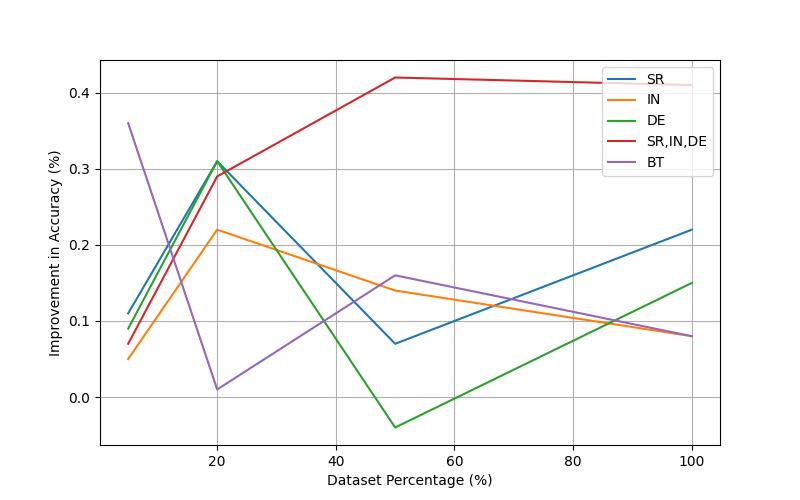 0.4
0.3
0.2
0.1
0.0
Improvement in Accuracy (%)
SR
IN
DE
SR,IN,DE
BT
20
40
60
80
100
Dataset Percentage (%)